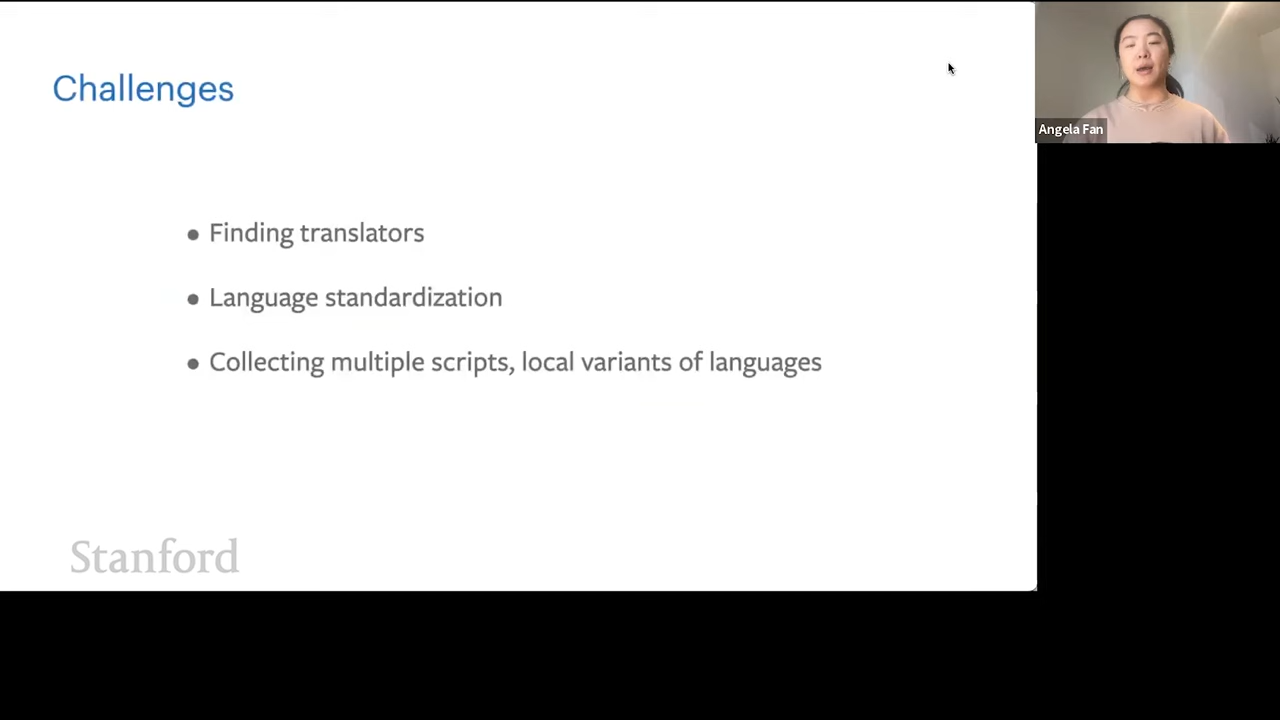 Challenges
• Finding translators
• Language standardization
• Collecting multiple scripts, local variants of languages
Stanford
Angela Fan